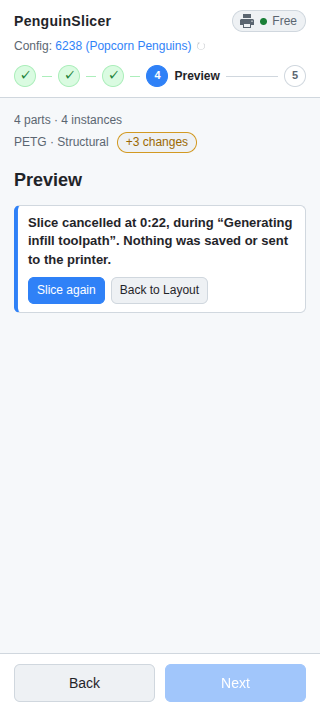 PenguinSlicer
Free
Config: 6238 (Popcorn Penguins)
✓ ✓ ✓ 4 Preview 5
4 parts · 4 instances
PETG · Structural +3 changes
Preview
Slice cancelled at 0:22, during “Generating
infill toolpath”. Nothing was saved or sent
to the printer.
Slice again Back to Layout
Back Next